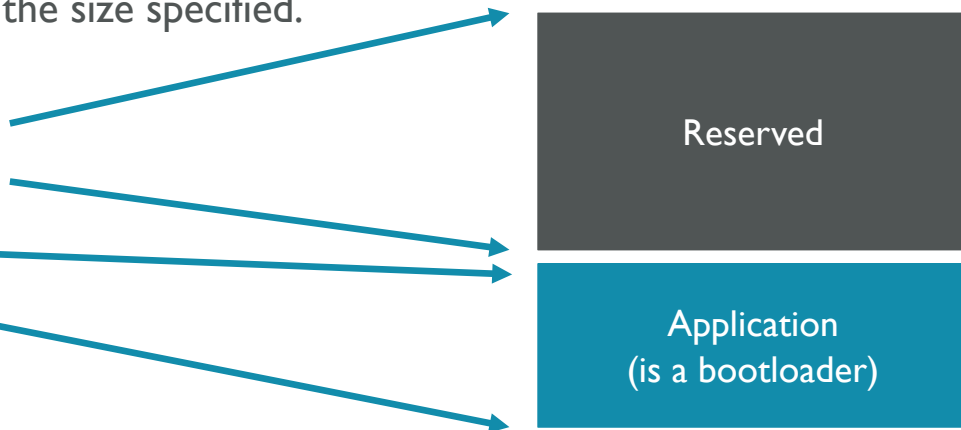 the size specified.
Reserved
Application
(is a bootloader)